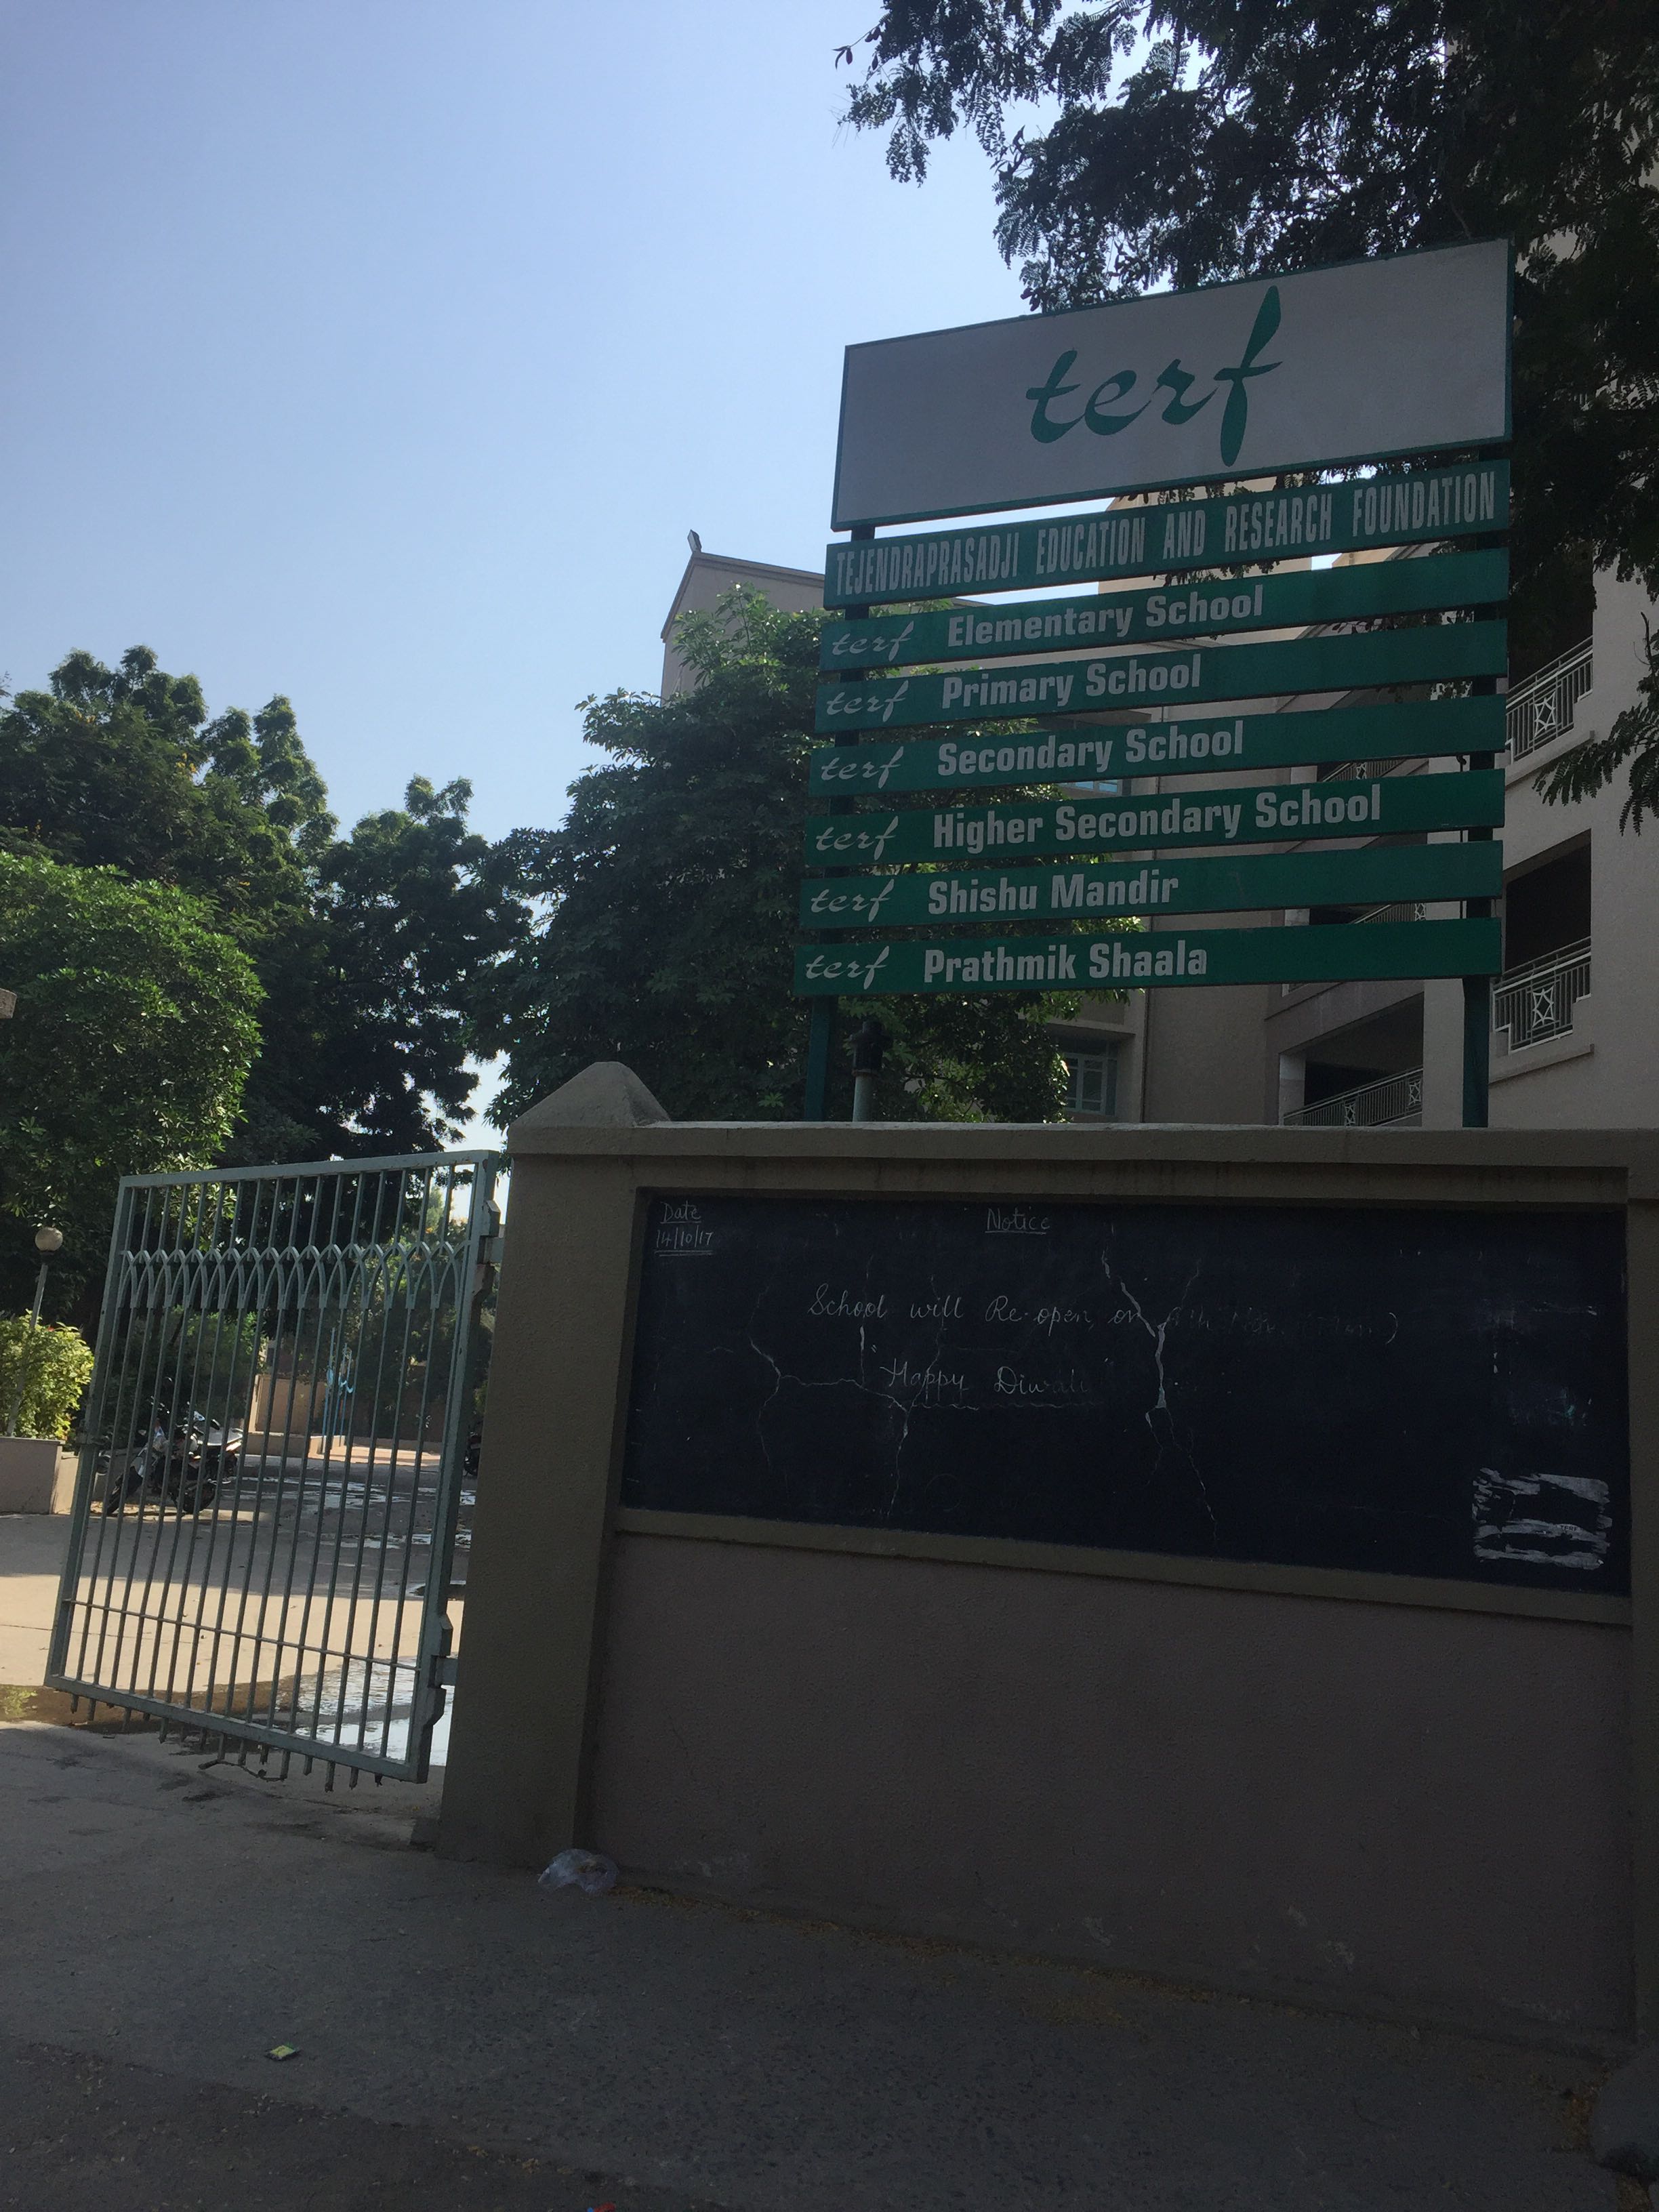 terf
TEJENDRAPRASADJI EDUCATION AND RESEARCH FOUNDATION
terf Elementary School
terf Primary School
terf Secondary School
terf Higher Secondary School
terf Shishu Mandir
terf Prathmik Shaala
Date
14/10/17
Notice
School will Re-open on
"Happy Diwali"